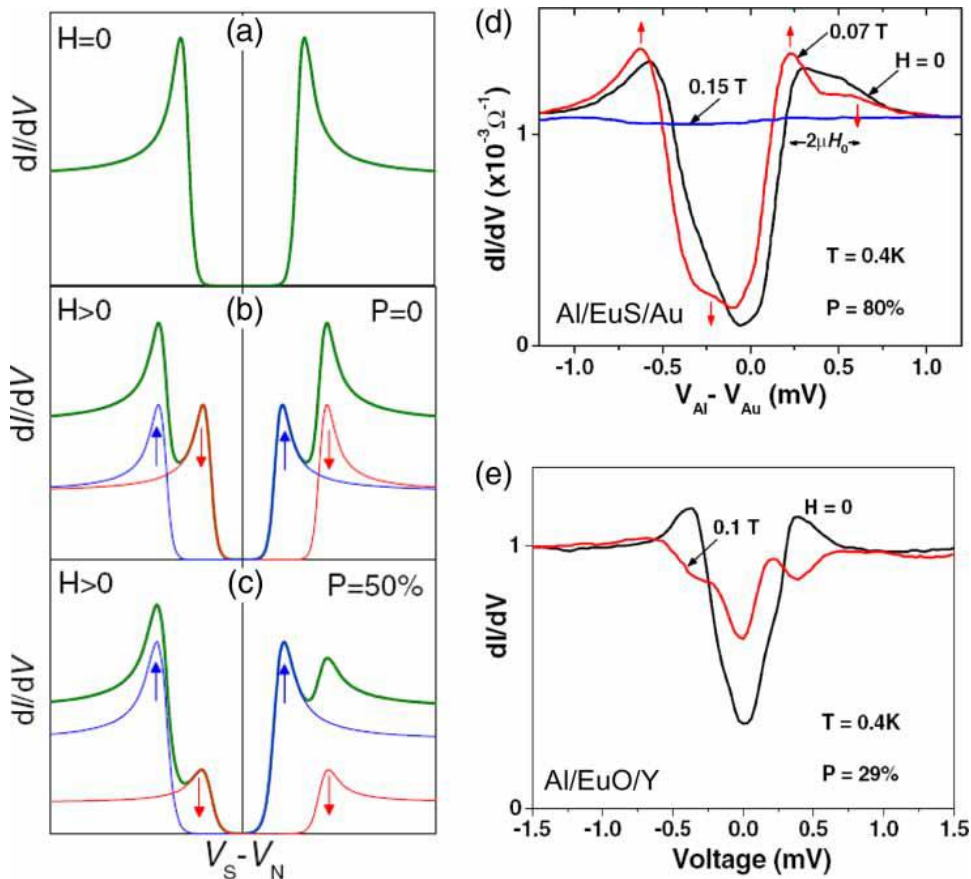 (a)
H=0
dI/dV
(b)
H>0
P=0
dI/dV
(c)
H>0
P=50%
dI/dV
V_S-V_N
(d)
0.07 T
H = 0
0.15 T
1
2μH₀
dI/dV (x10⁻³Ω⁻¹)
T = 0.4K
P = 80%
Al/EuS/Au
0
-1.0 -0.5 0.0 0.5 1.0
V_Al- V_Au (mV)
(e)
H = 0
0.1 T
1
dI/dV
T = 0.4K
P = 29%
Al/EuO/Y
0
-1.5 -1.0 -0.5 0.0 0.5 1.0 1.5
Voltage (mV)